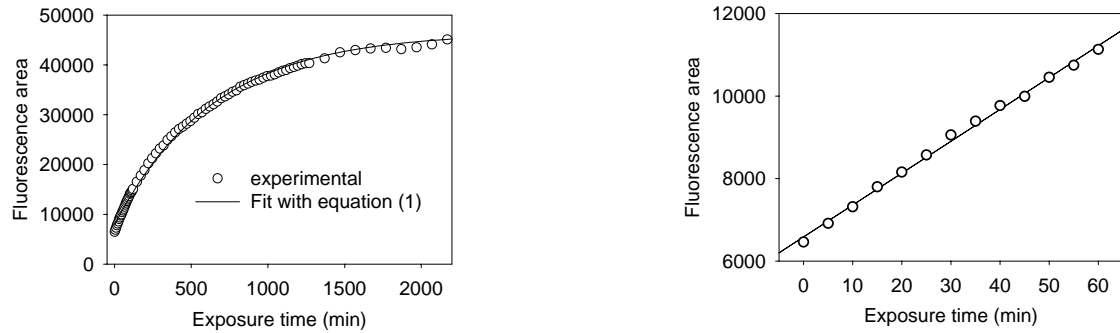 50000
40000
30000
20000
10000
0
Fluorescence area
experimental
Fit with equation (1)
0 500 1000 1500 2000
Exposure time (min)
12000
10000
8000
6000
Fluorescence area
0 10 20 30 40 50 60
Exposure time (min)